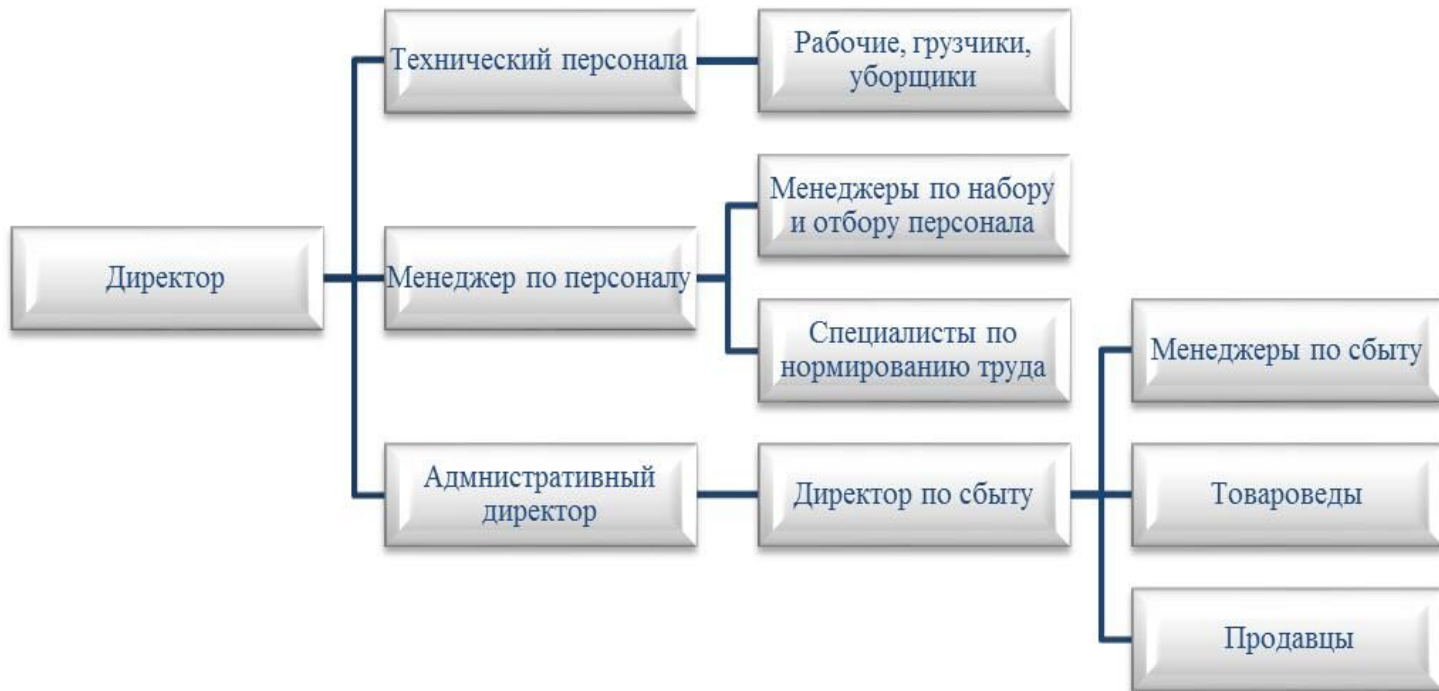 Технический персонала
Рабочие, грузчики,
уборщики
Менеджеры по набору
и отбору персонала
Директор
Менеджер по персоналу
Специалисты по
нормированию труда
Менеджеры по сбыту
Адмнистративный
директор
Директор по сбыту
Товароведы
Продавцы